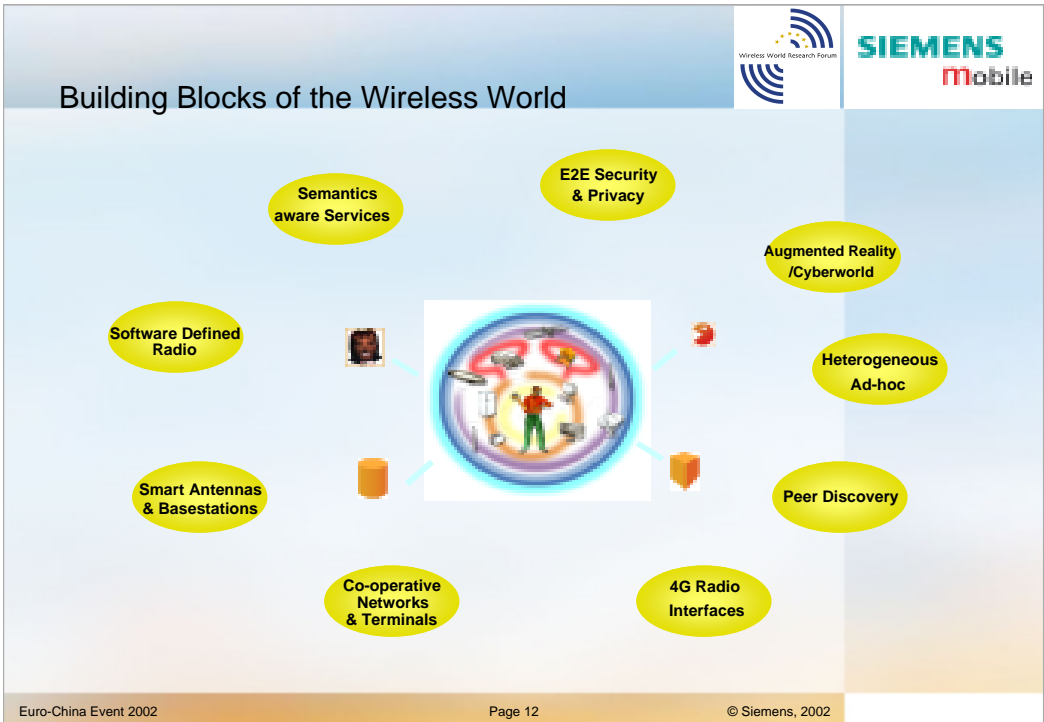 Wireless World Research Forum
SIEMENS
mobile
Building Blocks of the Wireless World
Semantics
aware Services
E2E Security
& Privacy
Augmented Reality
/Cyberworld
Software Defined
Radio
Heterogeneous
Ad-hoc
Smart Antennas
& Basestations
Peer Discovery
Co-operative
Networks
& Terminals
4G Radio
Interfaces
Euro-China Event 2002
Page 12
© Siemens, 2002